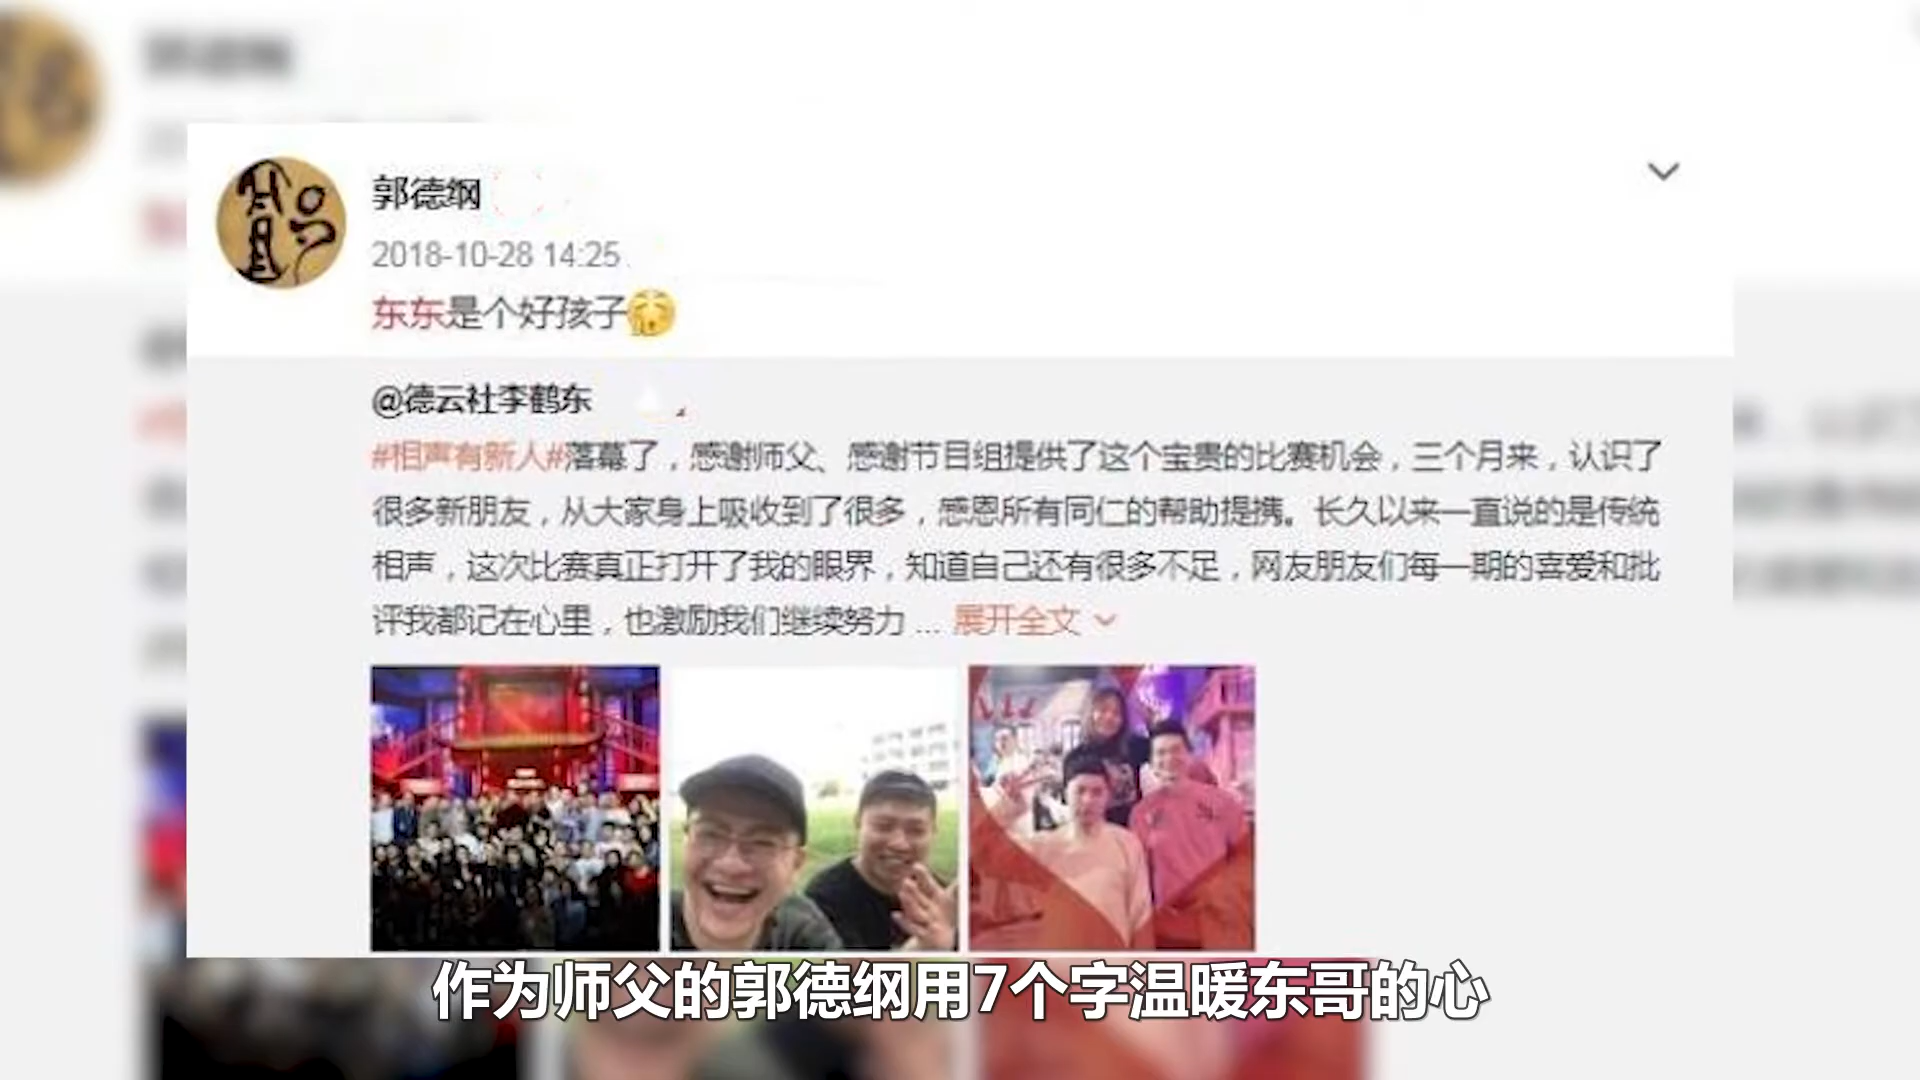 郭德纲
2018-10-28 14:25
东东是个好孩子
@德云社李鹤东
#相声有新人#落幕了，感谢师父、感谢节目组提供了这个宝贵的比赛机会，三个月来，认识了
很多新朋友，从大家身上吸收到了很多，感恩所有同仁的帮助提携。长久以来一直说的是传统
相声，这次比赛真正打开了我的眼界，知道自己还有很多不足，网友朋友们每一期的喜爱和批
评我都记在心里，也激励我们继续努力 ... 展开全文
作为师父的郭德纲用7个字温暖东哥的心